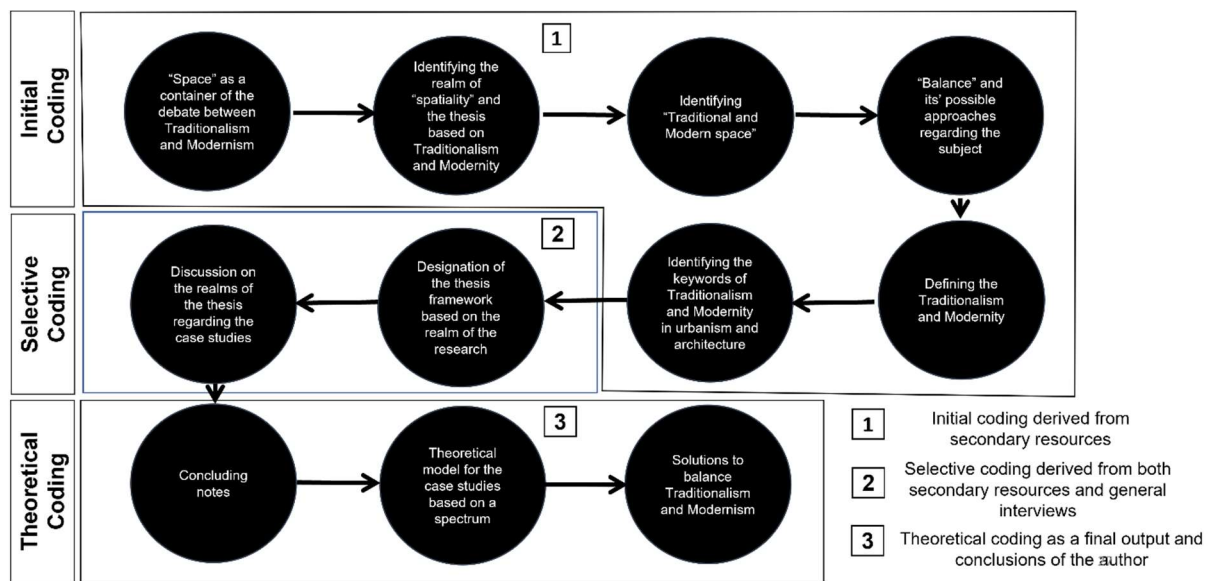 Initial
Coding
1
“Space” as a
container of the
debate between
Traditionalism
and Modernism
Identifying the
realm of
“spatiality” and
the thesis
based on
Traditionalism
and Modernity
Identifying
“Traditional and
Modern space”
“Balance” and
its’ possible
approaches
regarding the
subject
Selective
Coding
2
Discussion on
the realms of
the thesis
regarding the
case studies
Designation of
the thesis
framework
based on the
realm of the
research
Identifying the
keywords of
Traditionalism
and Modernity
in urbanism and
architecture
Defining the
Traditionalism
and Modernity
Theoretical
Coding
3
Concluding
notes
Theoretical
model for the
case studies
based on a
spectrum
Solutions to
balance
Traditionalism
and Modernism
1
Initial coding derived from
secondary resources
2
Selective coding derived from both
secondary resources and general
interviews
3
Theoretical coding as a final output and
conclusions of the author